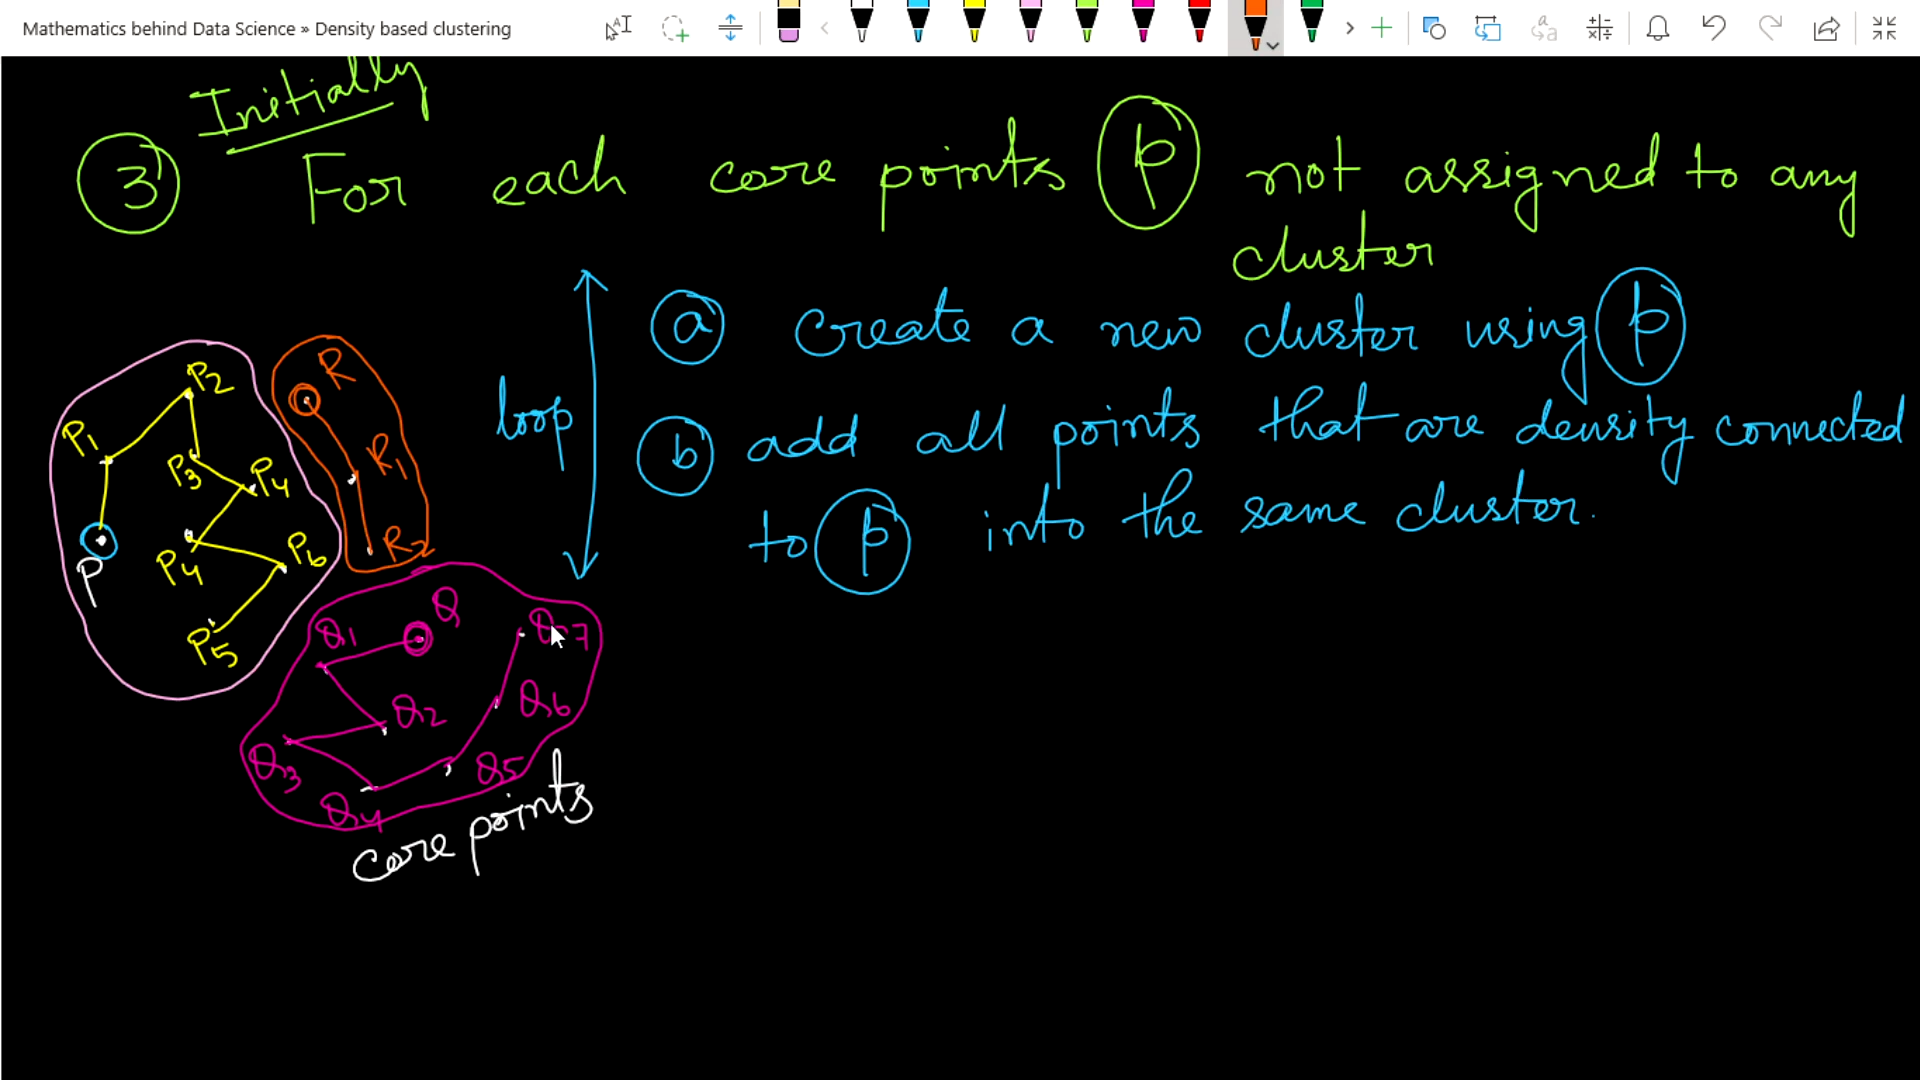 Mathematics behind Data Science » Density based clustering
Initially
3 For each core points p not assigned to any
cluster
a create a new cluster using p
loop
b add all points that are density connected
to p into the same cluster.
P2
R
P1
P3 P4
R1
P
P4
P6
R2
P5
Q
Q1
Q7
Q2
Q6
Q3
Q5
Q4
core points